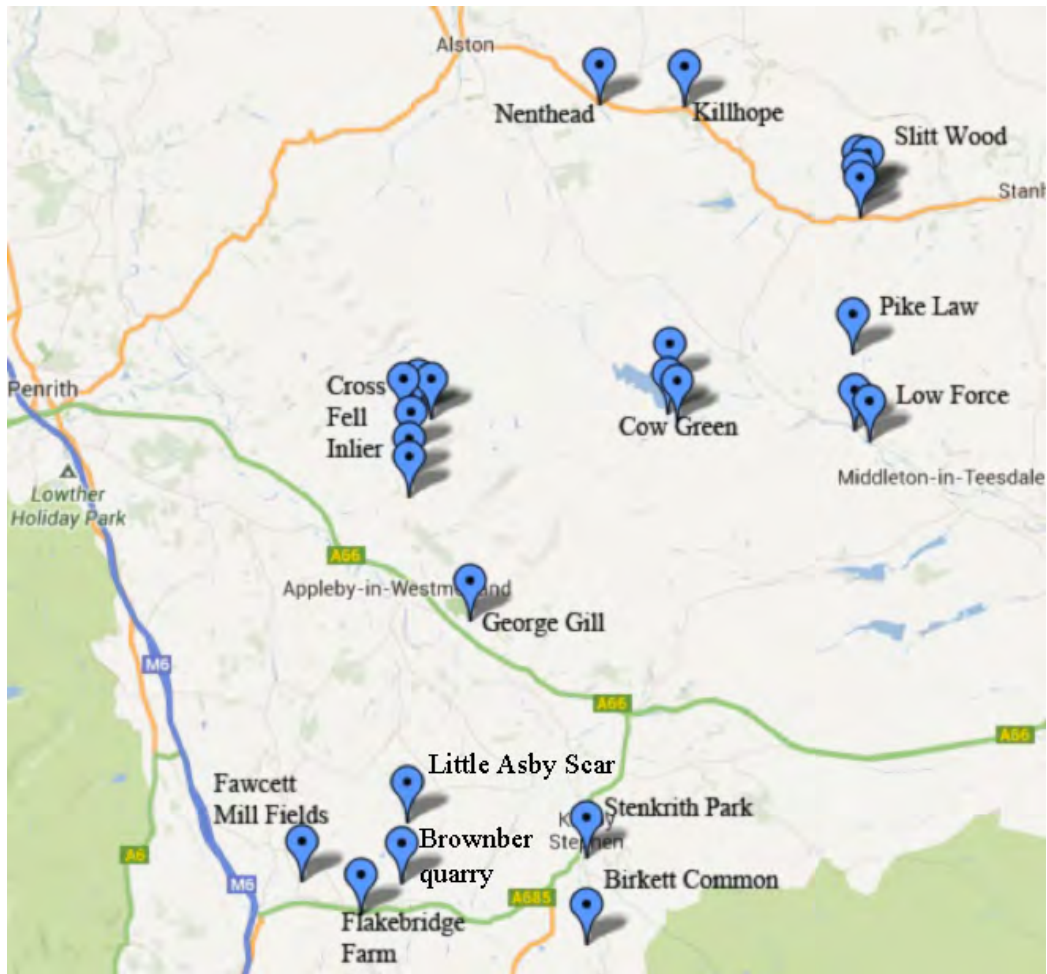 Alston
Nenthead
Killhope
Slitt Wood
Stanh
Pike Law
Penrith
Cross
Fell
Inlier
Cow Green
Low Force
Lowther
Holiday Park
Middleton-in-Teesdale
A66
Appleby-in-Westmorland
George Gill
M6
A66
A66
Little Asby Scar
Fawcett
Mill Fields
Stenkrith Park
Kirkby
Stephen
Brownber
quarry
A6
M6
A685
Birkett Common
Flakebridge
Farm